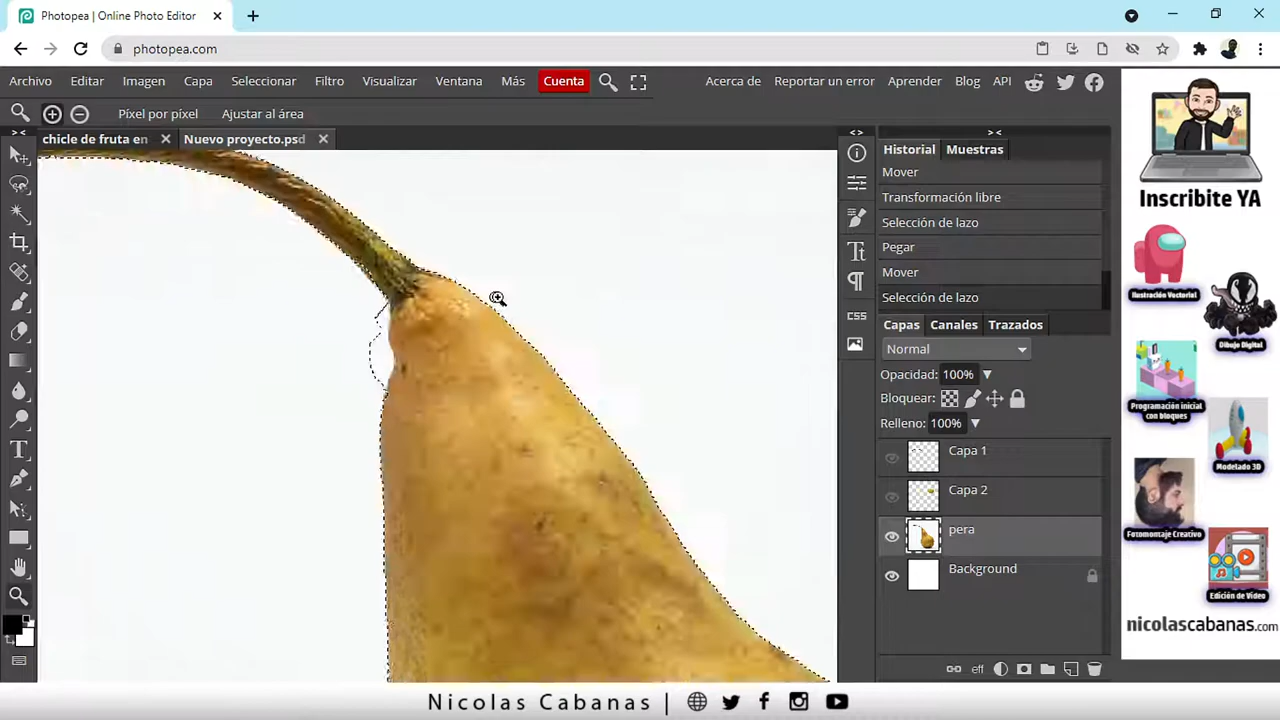 Photopea | Online Photo Editor
photopea.com
Archivo Editar Imagen Capa Seleccionar Filtro Visualizar Ventana Más Cuenta Acerca de Reportar un error Aprender Blog API
Píxel por píxel Ajustar al área
chicle de fruta en Nuevo proyecto.psd
Historial Muestras
Mover
Transformación libre
Selección de lazo
Pegar
Mover
Selección de lazo
CSS
Capas Canales Trazados
Normal
Opacidad: 100%
Bloquear:
Relleno: 100%
Capa 1
Capa 2
pera
Background
eff
Inscribite YA
Ilustración Vectorial
Dibujo Digital
Programación inicial
con bloques
Modelado 3D
Fotomontaje Creativo
Edición de Video
nicolascabanas.com
Nicolas Cabanas |